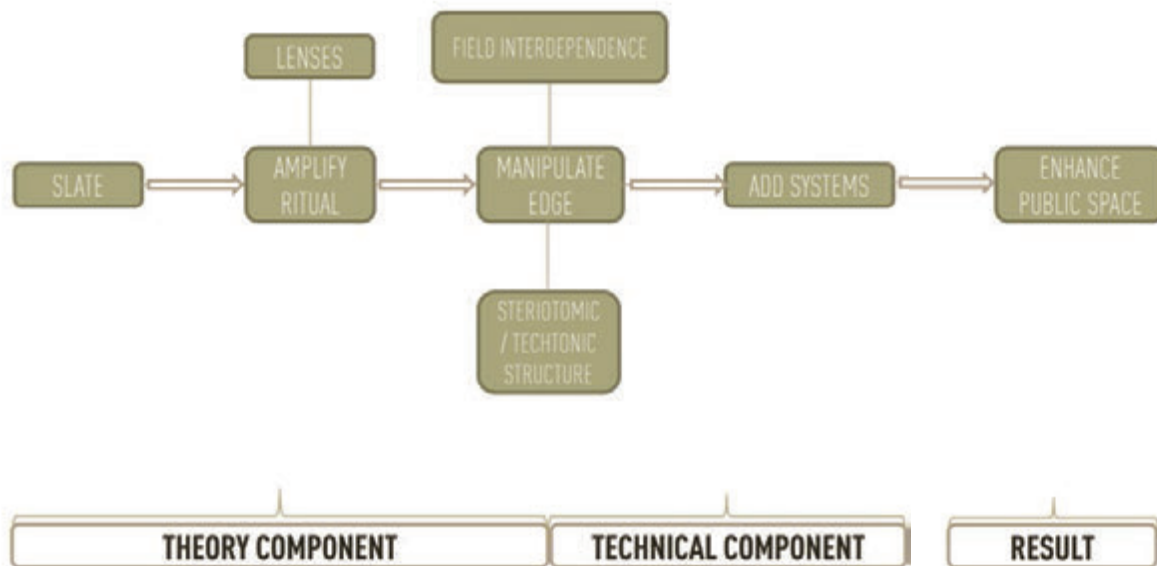 LENSES
FIELD INTERDEPENDENCE
SLATE
AMPLIFY
RITUAL
MANIPULATE
EDGE
ADD SYSTEMS
ENHANCE
PUBLIC SPACE
STERIOTOMIC
/ TECHTONIC
STRUCTURE
THEORY COMPONENT
TECHNICAL COMPONENT
RESULT